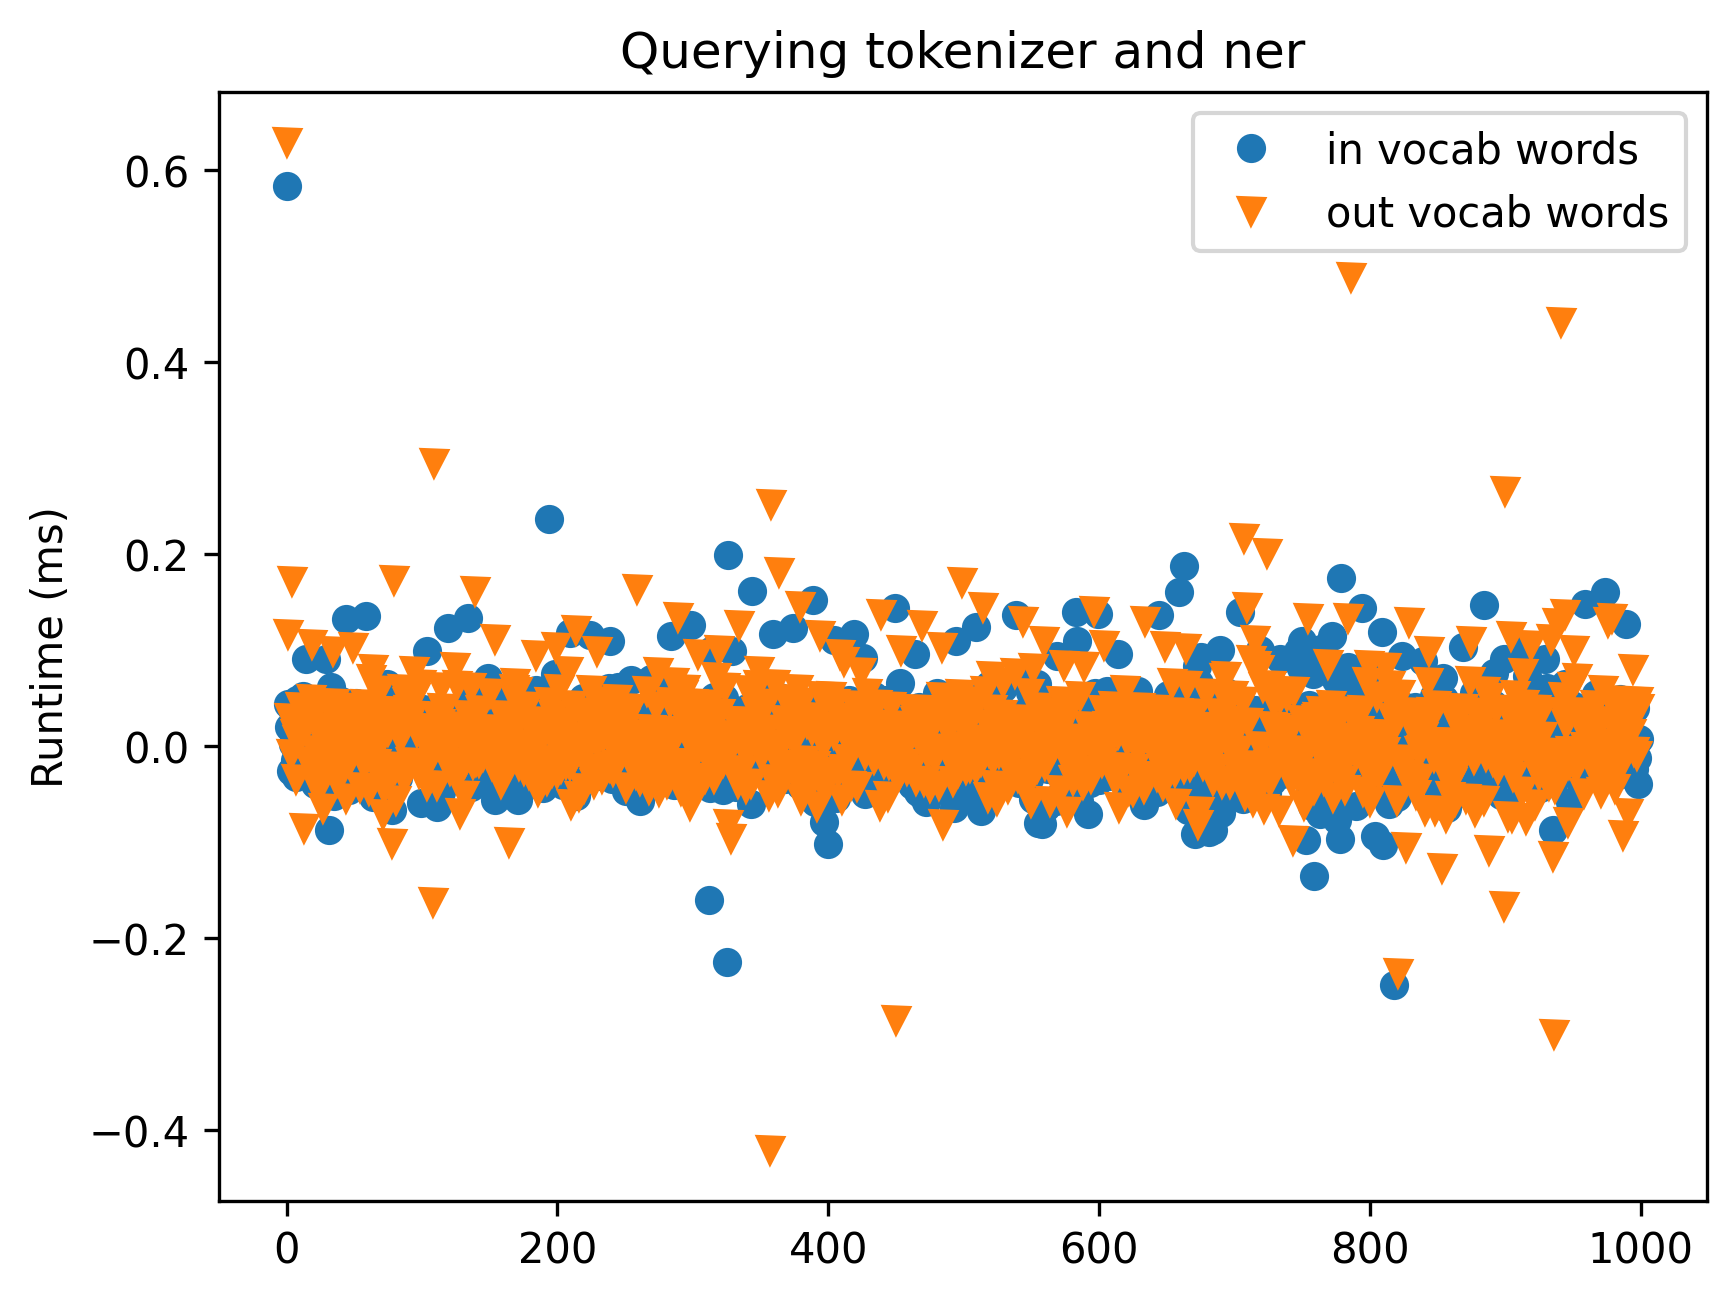 Querying tokenizer and ner
in vocab words
out vocab words
Runtime (ms)
0.6
0.4
0.2
0.0
−0.2
−0.4
0 200 400 600 800 1000